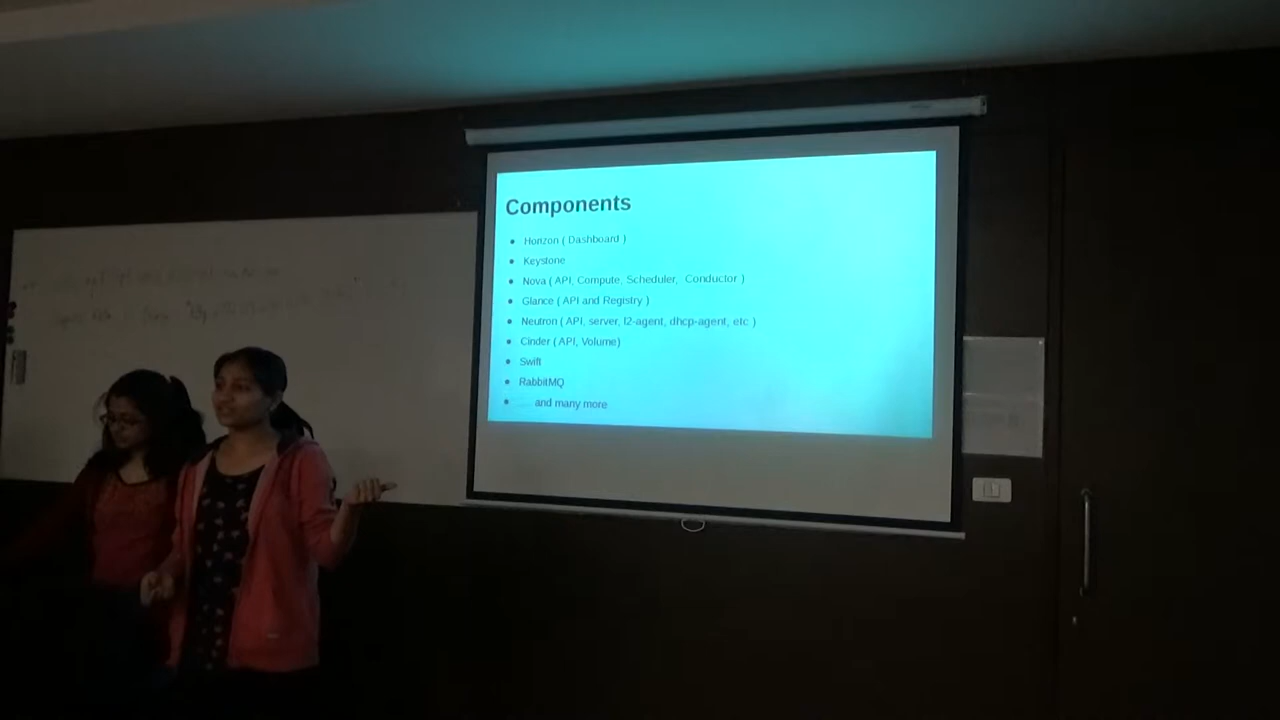 Components
Horizon ( Dashboard )
Keystone
Nova ( API, Compute, Scheduler, Conductor )
Glance ( API and Registry )
Neutron ( API, server, l2-agent, dhcp-agent, etc )
Cinder ( API, Volume)
Swift
RabbitMQ
and many more